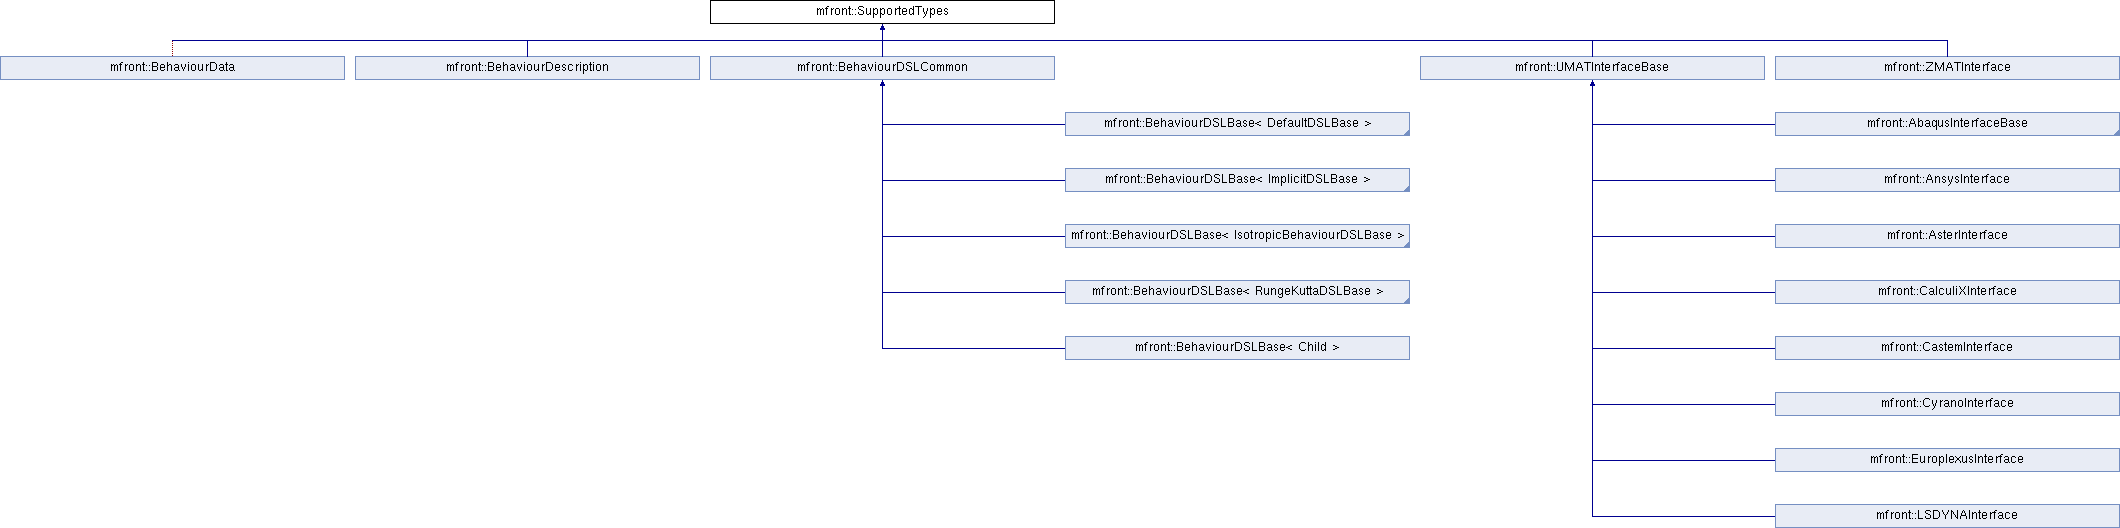 mfront::SupportedTypes
mfront::BehaviourData
mfront::BehaviourDescription
mfront::BehaviourDSLCommon
mfront::UMATInterfaceBase
mfront::ZMATInterface
mfront::BehaviourDSLBase< DefaultDSLBase >
mfront::AbaqusInterfaceBase
mfront::BehaviourDSLBase< ImplicitDSLBase >
mfront::AnsysInterface
mfront::BehaviourDSLBase< IsotropicBehaviourDSLBase >
mfront::AsterInterface
mfront::BehaviourDSLBase< RungeKuttaDSLBase >
mfront::CalculiXInterface
mfront::BehaviourDSLBase< Child >
mfront::CastemInterface
mfront::CyranoInterface
mfront::EuroplexusInterface
mfront::LSDYNAInterface